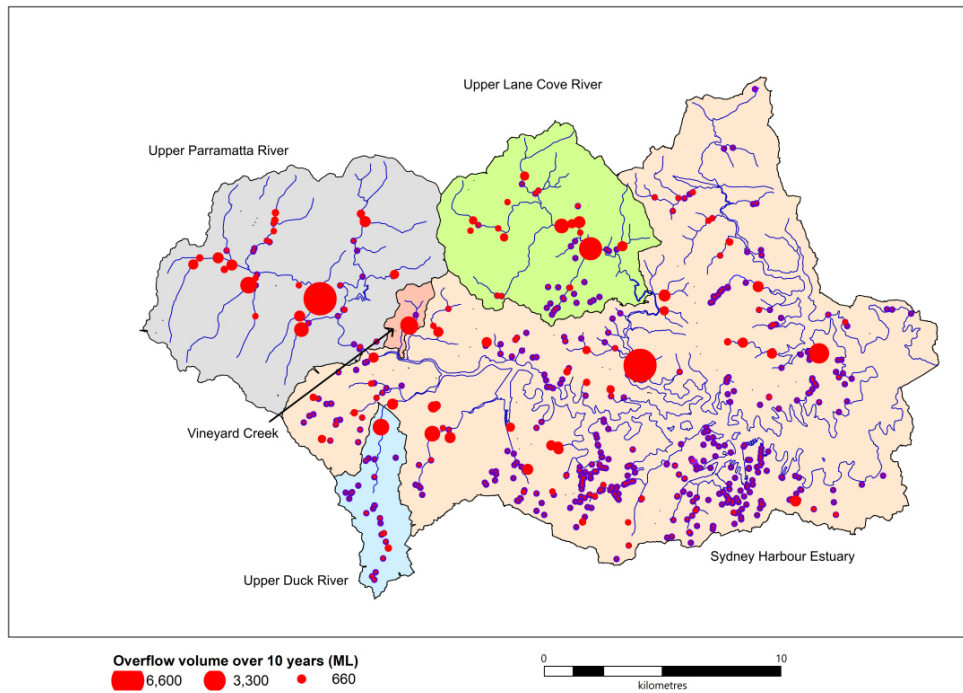 Upper Lane Cove River
Upper Parramatta River
Vineyard Creek
Sydney Harbour Estuary
Upper Duck River
Overflow volume over 10 years (ML)
6,600 3,300 660
0 10
kilometres